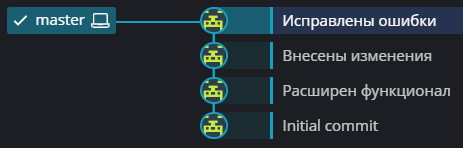 master
Исправлены ошибки
Внесены изменения
Расширен функционал
Initial commit